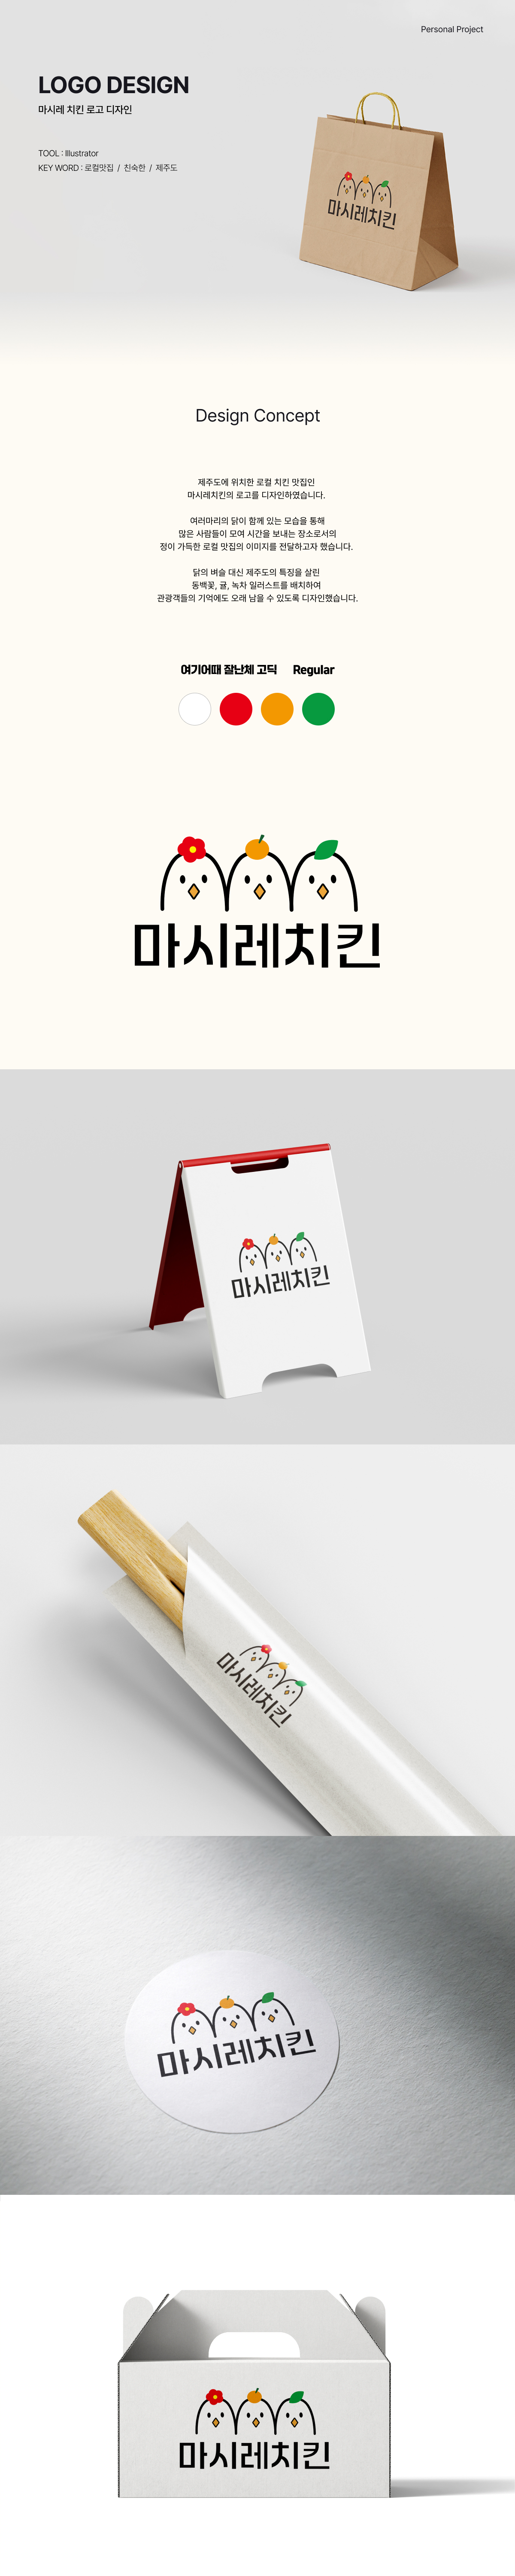 Personal Project
LOGO DESIGN
마시레 치킨 로고 디자인
TOOL : Illustrator
KEY WORD : 로컬맛집 / 친숙한 / 제주도
마시레치킨
Design Concept
제주도에 위치한 로컬 치킨 맛집인
마시레치킨의 로고를 디자인하였습니다.
여러마리의 닭이 함께 있는 모습을 통해
많은 사람들이 모여 시간을 보내는 장소로서의
정이 가득한 로컬 맛집의 이미지를 전달하고자 했습니다.
닭의 벼슬 대신 제주도의 특징을 살린
동백꽃, 귤, 녹차 일러스트를 배치하여
관광객들의 기억에도 오래 남을 수 있도록 디자인했습니다.
여기어때 잘난체 고딕 Regular
마시레치킨
마시레치킨
마시레치킨
마시레치킨
마시레치킨